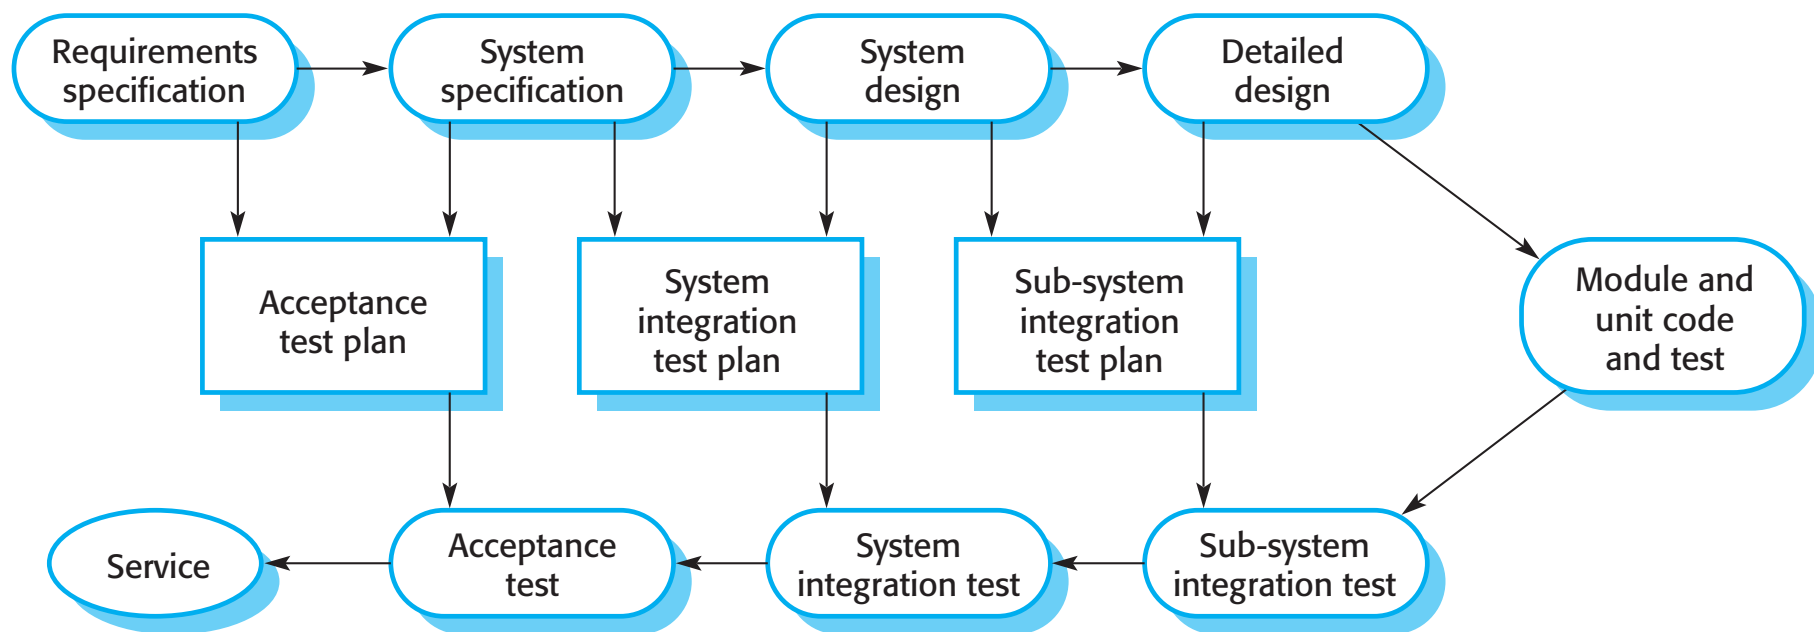 Requirements
specification
System
specification
System
design
Detailed
design
Acceptance
test plan
System
integration
test plan
Sub-system
integration
test plan
Module and
unit code
and test
Service
Acceptance
test
System
integration test
Sub-system
integration test